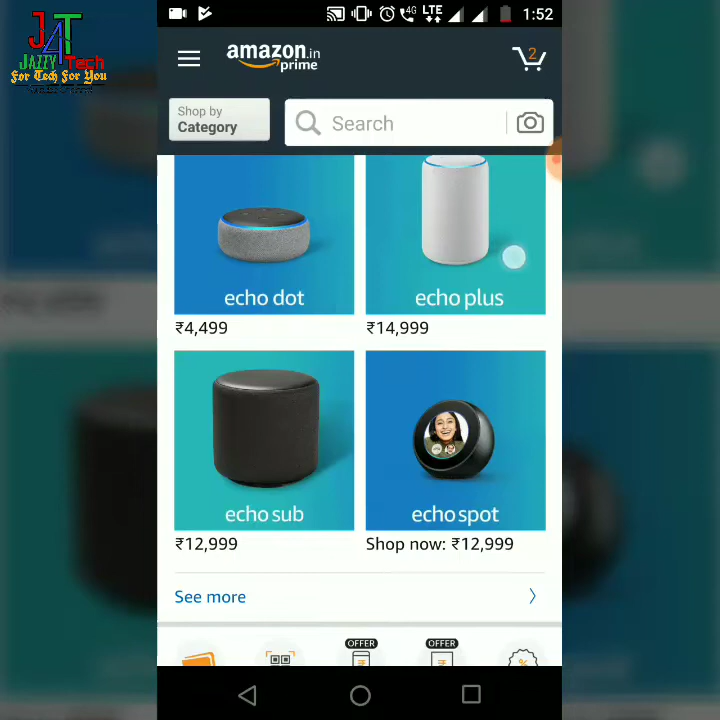 J4T
JAZZY Tech
For Tech For You
4G
LTE
1:52
amazon.in
prime
2
Shop by
Category
Search
echo dot
echo plus
₹4,499
₹14,999
echo sub
echo spot
₹12,999
Shop now: ₹12,999
See more
OFFER
OFFER